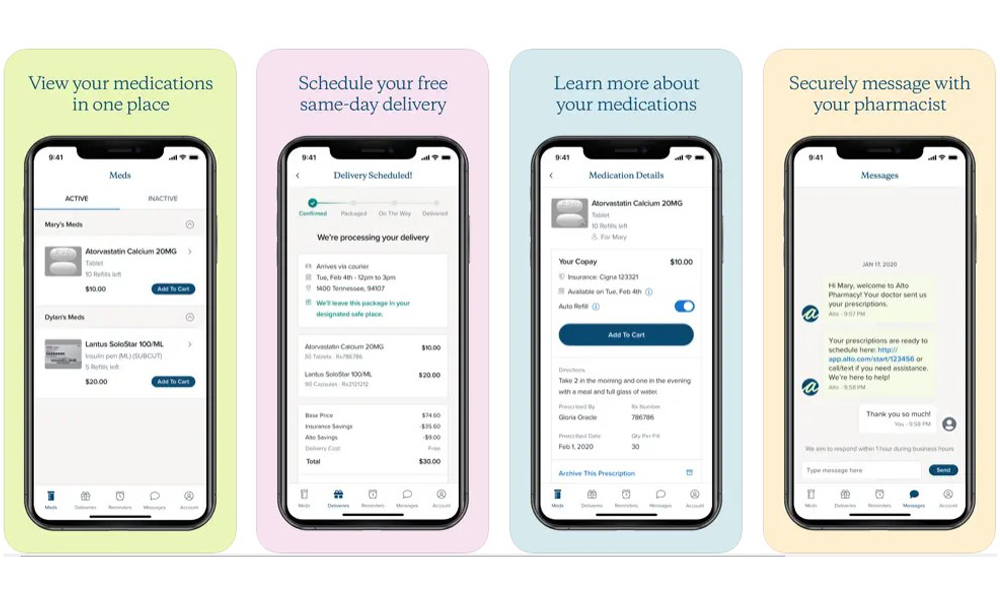 View your medications
in one place
9:41
Meds
ACTIVE INACTIVE
Mary's Meds
Atorvastatin Calcium 20MG
Tablet
10 Refills left
$10.00 Add To Cart
Dylan's Meds
Lantus SoloStar 100/ML
Insulin pen (ML) (SUBCUT)
5 Refills left
$20.00 Add To Cart
Meds Deliveries Reminders Messages Account
Schedule your free
same-day delivery
9:41
Delivery Scheduled!
Confirmed Packaged On The Way Delivered
We're processing your delivery
Arrives via courier
Tue, Feb 4th - 12pm to 3pm
1400 Tennessee, 94107
We'll leave this package in your
designated safe place.
Atorvastatin Calcium 20MG $10.00
30 Tablets · Rx786786
Lantus SoloStar 100/ML $20.00
90 Capsules · Rx2121212
Base Price $74.60
Insurance Savings -$35.60
Alto Savings -$9.00
Delivery Cost Free
Total $30.00
Meds Deliveries Reminders Messages Account
Learn more about
your medications
9:41
Medication Details
Atorvastatin Calcium 20MG
Tablet
10 Refills left
For Mary
Your Copay $10.00
Insurance: Cigna 123321
Available on Tue, Feb 4th
Auto Refill
Add To Cart
Directions
Take 2 in the morning and one in the evening
with a meal and full glass of water.
Prescribed By Rx Number
Gloria Oracle 786786
Prescribed Date Qty Per Fill
Feb 1, 2020 30
Archive This Prescription
Meds Deliveries Reminders Messages Account
Securely message with
your pharmacist
9:41
Messages
JAN 17, 2020
Hi Mary, welcome to Alto
Pharmacy! Your doctor sent us
your prescriptions.
Alto - 9:57 PM
Your prescriptions are ready to
schedule here: http://
app.alto.com/start/123456 or
call/text if you need assistance.
We're here to help!
Alto - 9:58 PM
Thank you so much!
You - 9:58 PM
We aim to respond within 1 hour during business hours
Type message here Send
Meds Deliveries Reminders Messages Account